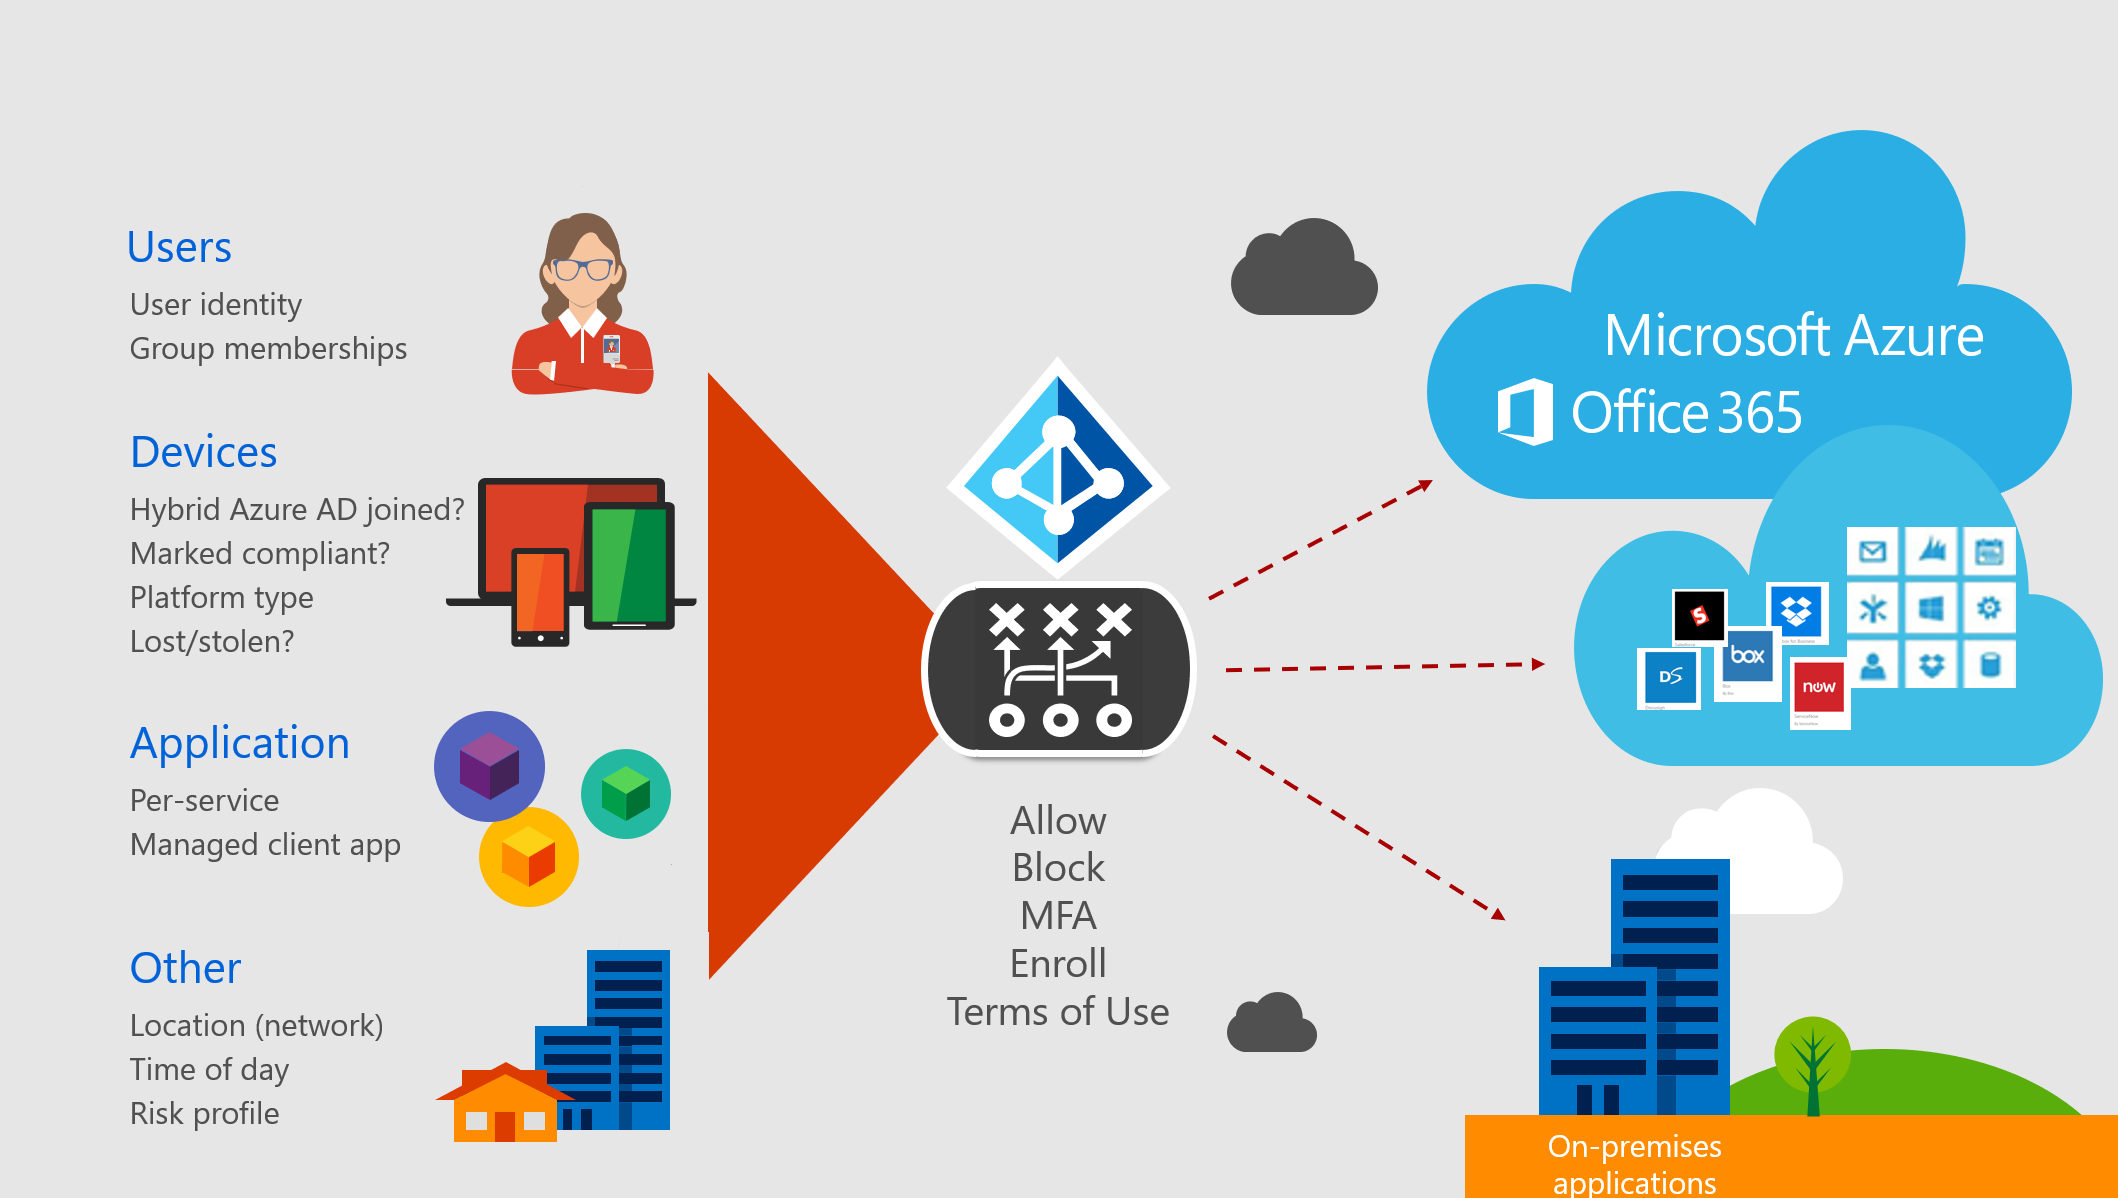 Users
User identity
Group memberships
Devices
Hybrid Azure AD joined?
Marked compliant?
Platform type
Lost/stolen?
Application
Per-service
Managed client app
Other
Location (network)
Time of day
Risk profile
Allow
Block
MFA
Enroll
Terms of Use
Microsoft Azure
Office 365
S
DS
box
now
On-premises
applications